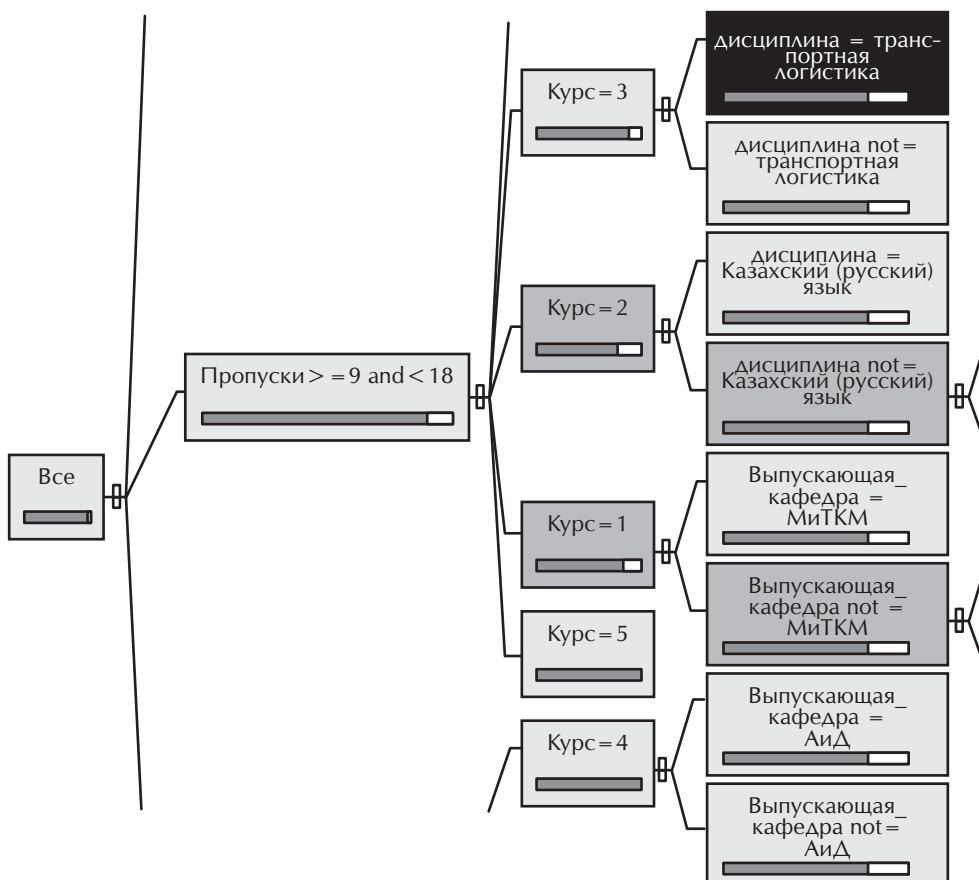 Все
Пропуски > = 9 and < 18
Курс = 3
дисциплина = транс-
портная
логистика
дисциплина not =
транспортная
логистика
Курс = 2
дисциплина =
Казахский (русский)
язык
дисциплина not =
Казахский (русский)
язык
Курс = 1
Выпускающая_
кафедра =
МиТКМ
Выпускающая_
кафедра not =
МиТКМ
Курс = 5
Курс = 4
Выпускающая_
кафедра =
АиД
Выпускающая_
кафедра not =
АиД